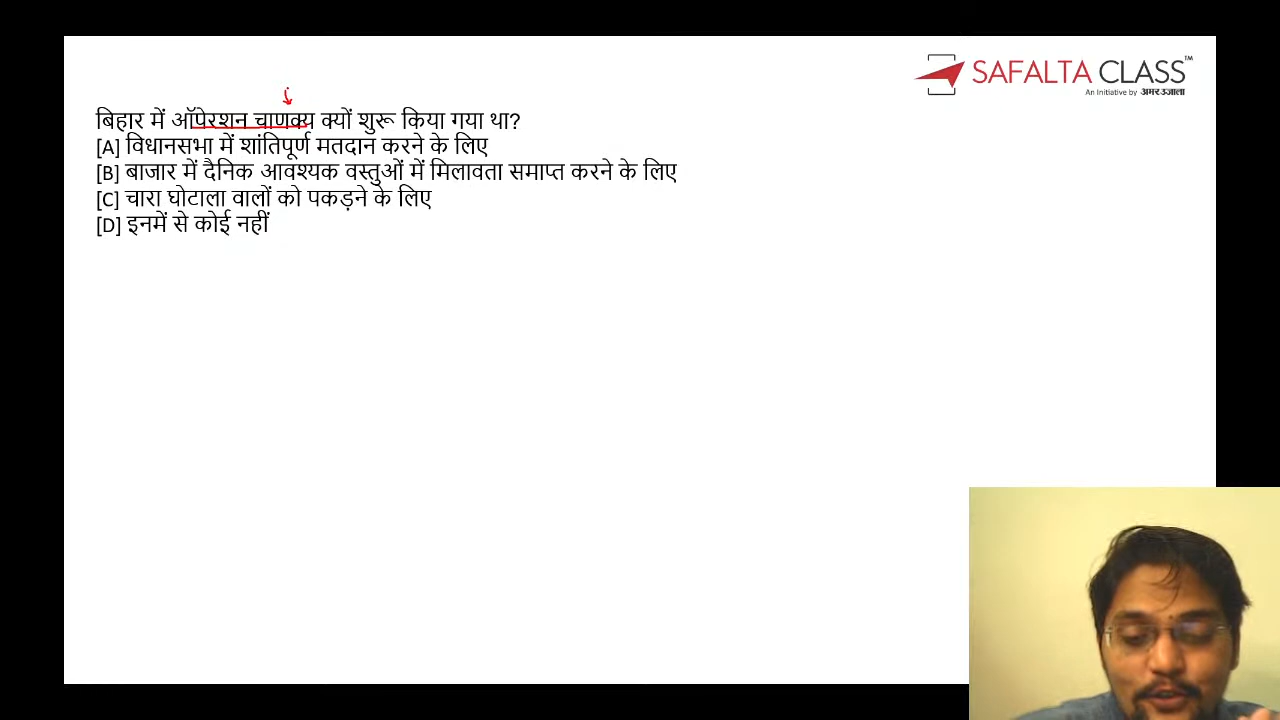 SAFALTA CLASS™
An Initiative by अमर उजाला
बिहार में ऑपेरशन चाणक्य क्यों शुरू किया गया था?
[A] विधानसभा में शांतिपूर्ण मतदान करने के लिए
[B] बाजार में दैनिक आवश्यक वस्तुओं में मिलावता समाप्त करने के लिए
[C] चारा घोटाला वालों को पकड़ने के लिए
[D] इनमें से कोई नहीं